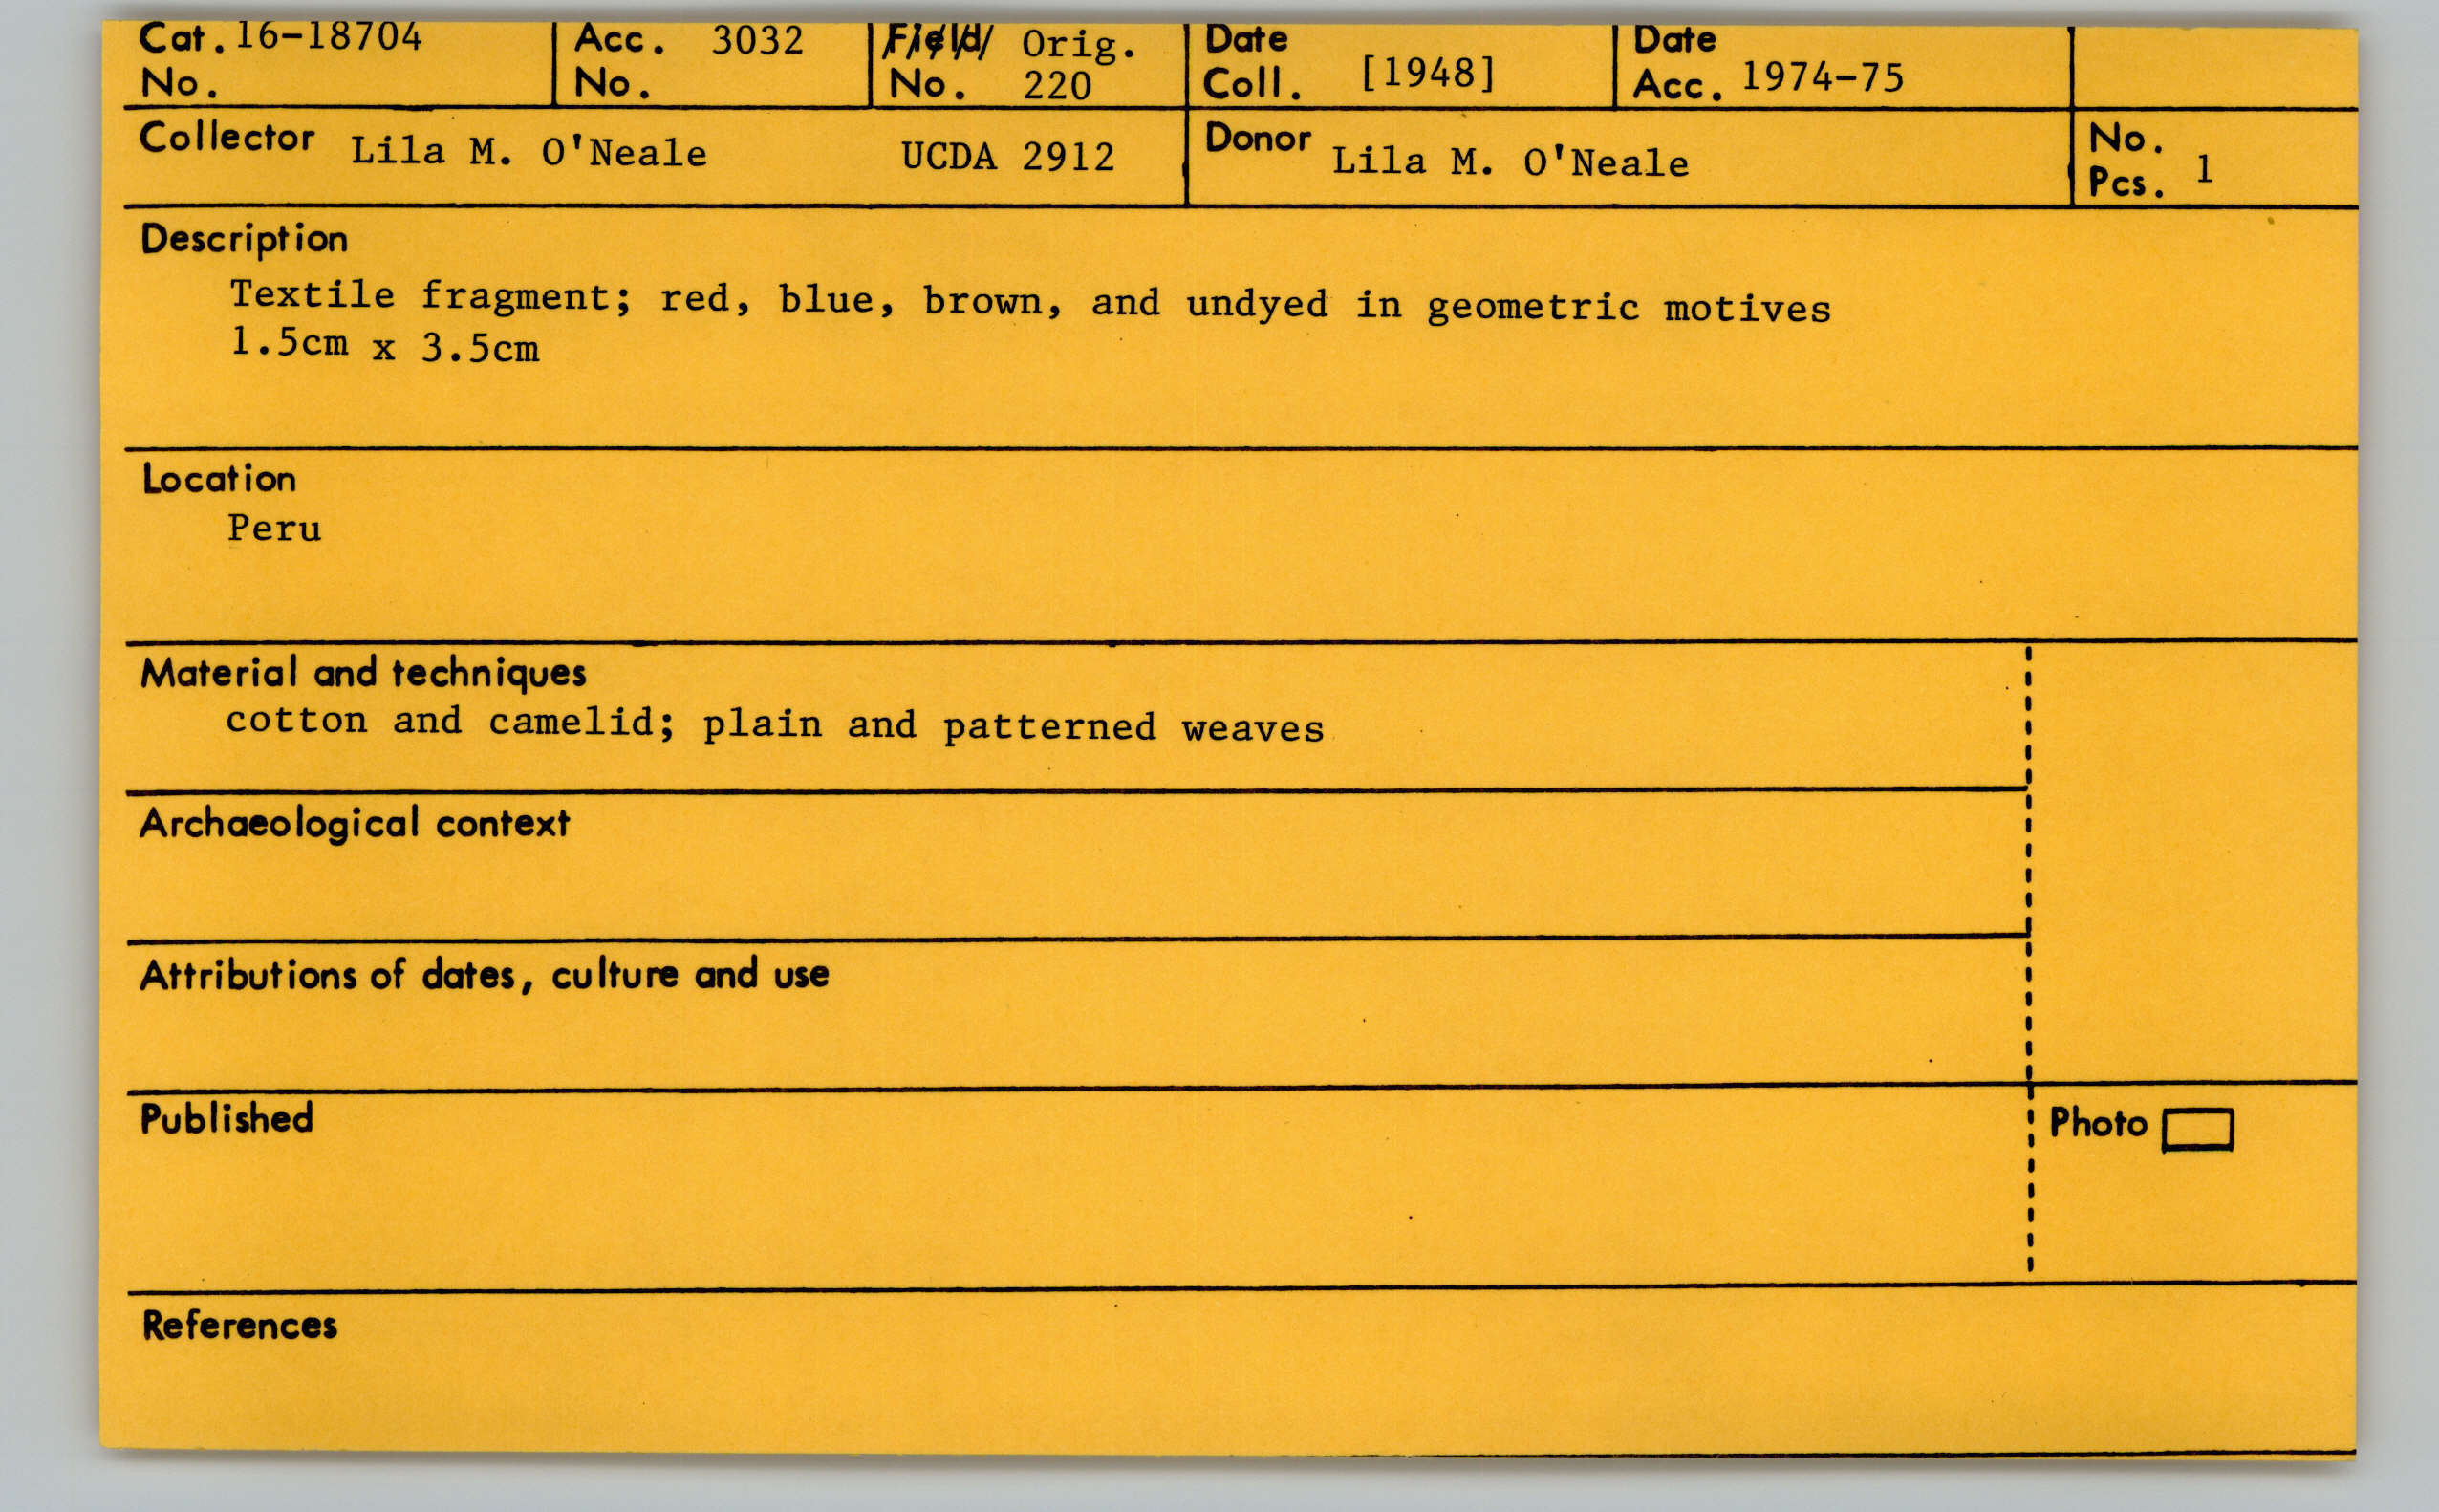 Cat. 16-18704 Acc. 3032 Field Orig. Date Date
No. No. No. 220 Coll. [1948] Acc. 1974-75
Collector Lila M. O'Neale UCDA 2912 Donor Lila M. O'Neale No. Pcs. 1
Description
Textile fragment; red, blue, brown, and undyed in geometric motives
1.5cm x 3.5cm
Location
Peru
Material and techniques
cotton and camelid; plain and patterned weaves
Archaeological context
Attributions of dates, culture and use
Published Photo
References